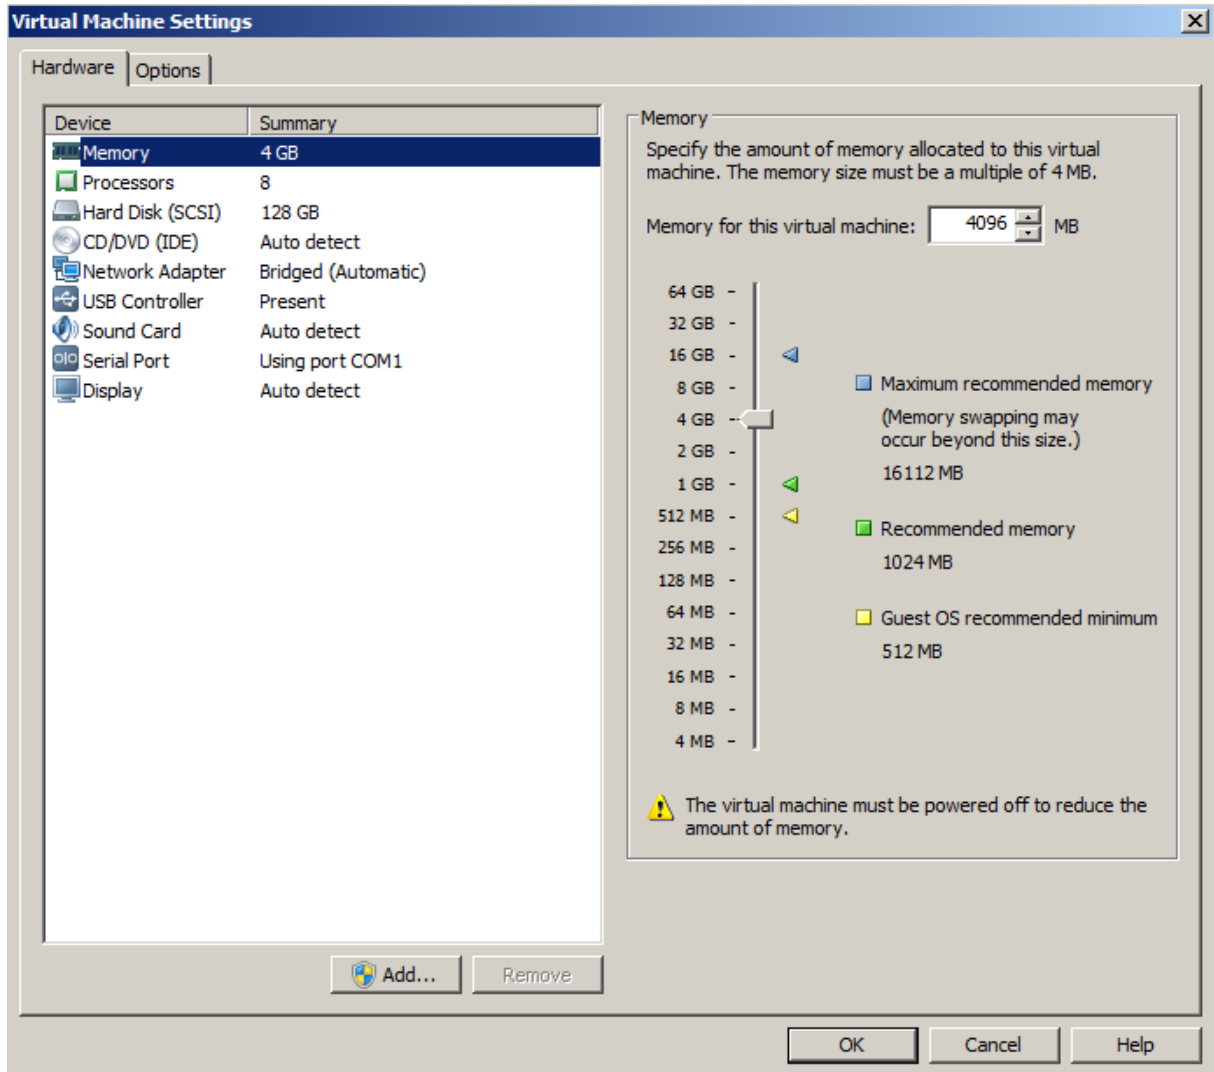 Virtual Machine Settings
Hardware Options
Device Summary
Memory 4 GB
Processors 8
Hard Disk (SCSI) 128 GB
CD/DVD (IDE) Auto detect
Network Adapter Bridged (Automatic)
USB Controller Present
Sound Card Auto detect
Serial Port Using port COM1
Display Auto detect
Add... Remove
Memory
Specify the amount of memory allocated to this virtual
machine. The memory size must be a multiple of 4 MB.
Memory for this virtual machine: 4096 MB
64 GB
32 GB
16 GB
8 GB
4 GB
2 GB
1 GB
512 MB
256 MB
128 MB
64 MB
32 MB
16 MB
8 MB
4 MB
Maximum recommended memory
(Memory swapping may
occur beyond this size.)
16112 MB
Recommended memory
1024 MB
Guest OS recommended minimum
512 MB
The virtual machine must be powered off to reduce the
amount of memory.
OK Cancel Help